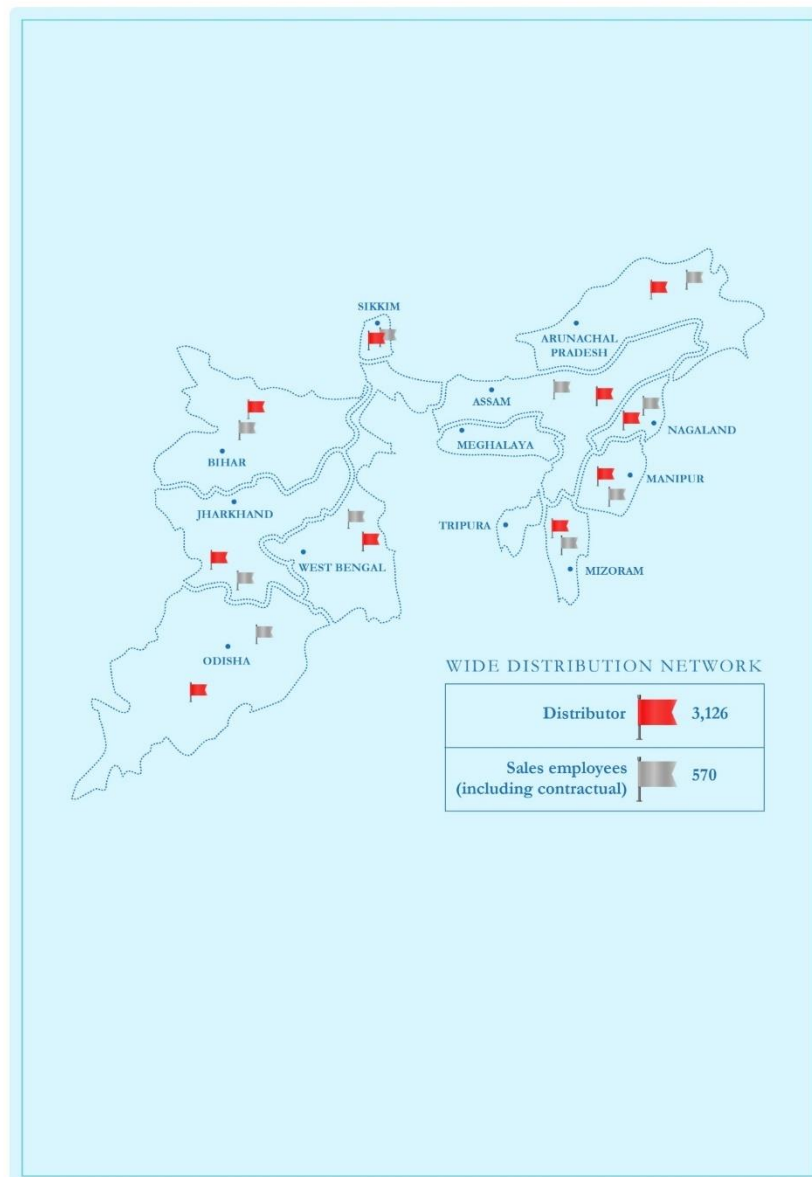 SIKKIM
ARUNACHAL
PRADESH
ASSAM
NAGALAND
MEGHALAYA
BIHAR
MANIPUR
JHARKHAND
TRIPURA
WEST BENGAL
MIZORAM
ODISHA
WIDE DISTRIBUTION NETWORK
Distributor 3,126
Sales employees
(including contractual) 570